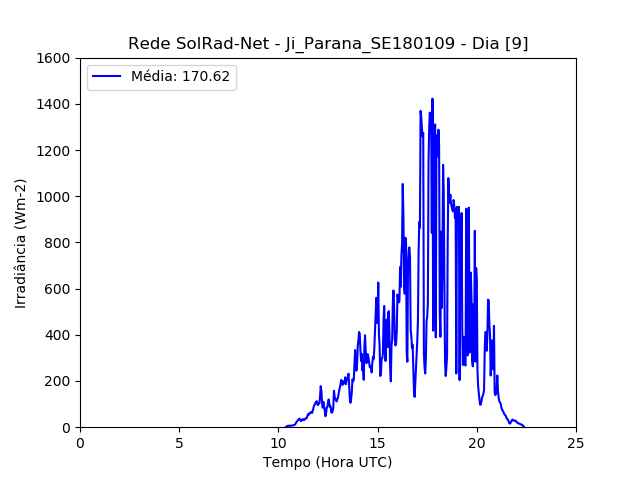 Rede SolRad-Net - Ji_Parana_SE180109 - Dia [9]
Média: 170.62
1600
1400
1200
1000
800
600
400
200
0
Irradiância (Wm-2)
0 5 10 15 20 25
Tempo (Hora UTC)